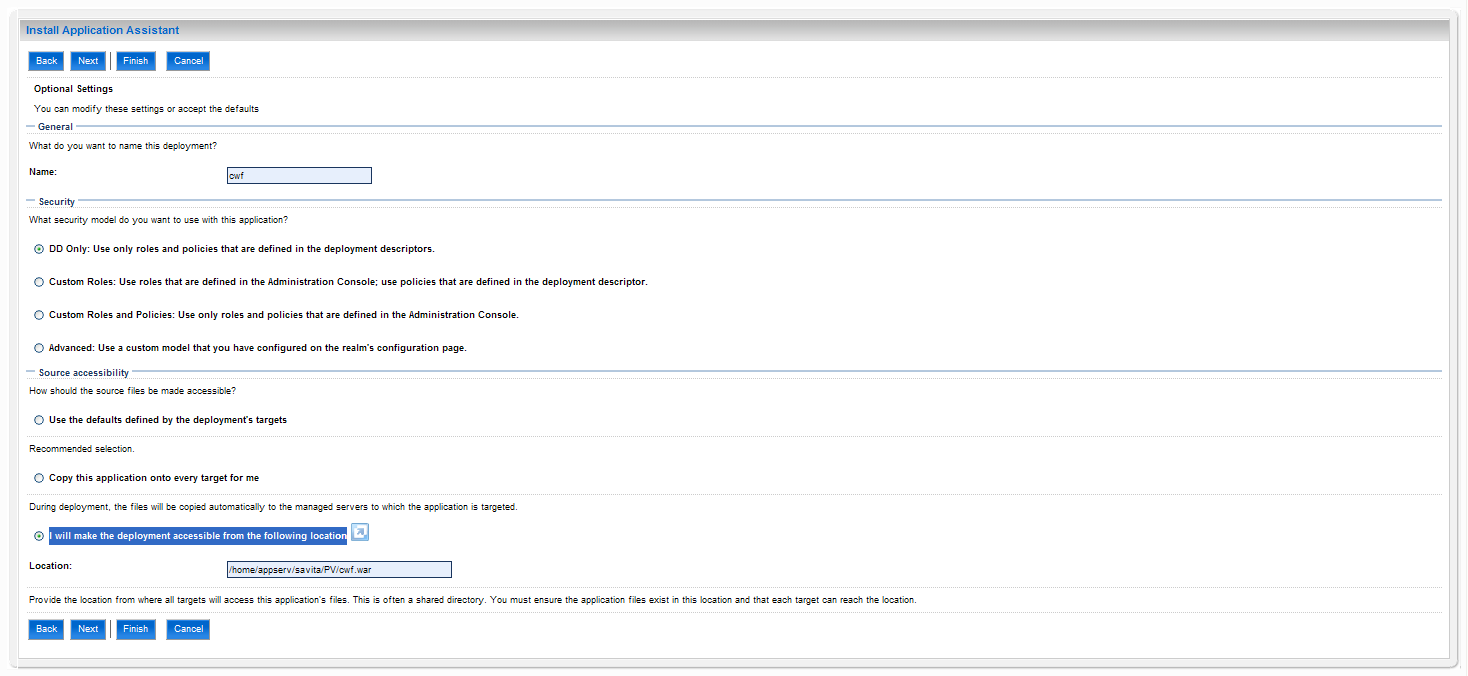 Install Application Assistant
Back Next Finish Cancel
Optional Settings
You can modify these settings or accept the defaults
General
What do you want to name this deployment?
Name: cwf
Security
What security model do you want to use with this application?
DD Only: Use only roles and policies that are defined in the deployment descriptors.
Custom Roles: Use roles that are defined in the Administration Console; use policies that are defined in the deployment descriptor.
Custom Roles and Policies: Use only roles and policies that are defined in the Administration Console.
Advanced: Use a custom model that you have configured on the realm's configuration page.
Source accessibility
How should the source files be made accessible?
Use the defaults defined by the deployment's targets
Recommended selection.
Copy this application onto every target for me
During deployment, the files will be copied automatically to the managed servers to which the application is targeted.
I will make the deployment accessible from the following location
Location: /home/appserv/savita/PV/cwf.war
Provide the location from where all targets will access this application's files. This is often a shared directory. You must ensure the application files exist in this location and that each target can reach the location.
Back Next Finish Cancel